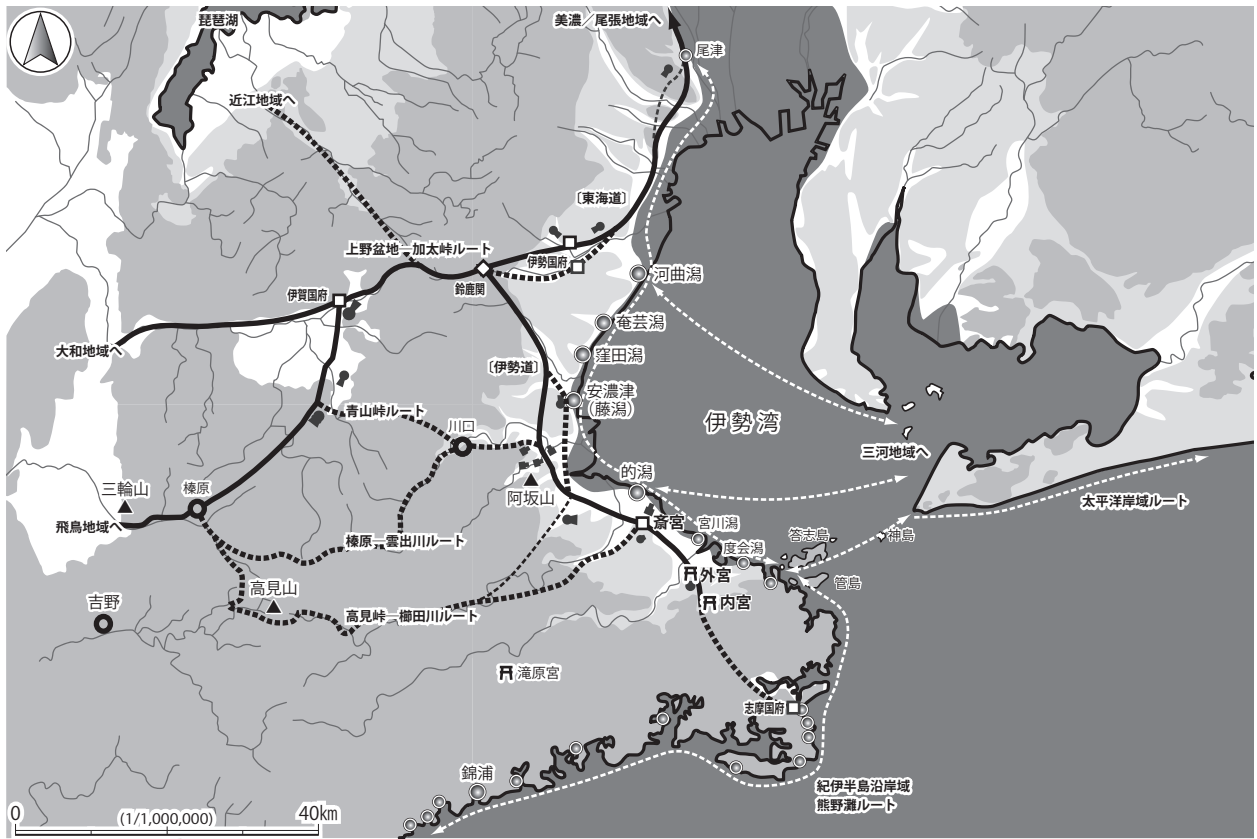 琵琶湖
美濃／尾張地域へ
尾津
近江地域へ
〔東海道〕
上野盆地―加太峠ルート
伊勢国府
鈴鹿関
河曲潟
伊賀国府
奄芸潟
大和地域へ
窪田潟
〔伊勢道〕
安濃津
（藤潟）
青山峠ルート
川口
伊勢湾
三河地域へ
三輪山
榛原
阿坂山
的潟
太平洋岸域ルート
飛鳥地域へ
斎宮
宮川潟
榛原―雲出川ルート
度会潟
答志島
神島
高見山
外宮
菅島
吉野
高見峠―櫛田川ルート
内宮
滝原宮
志摩国府
錦浦
紀伊半島沿岸域
熊野灘ルート
0 (1/1,000,000) 40km